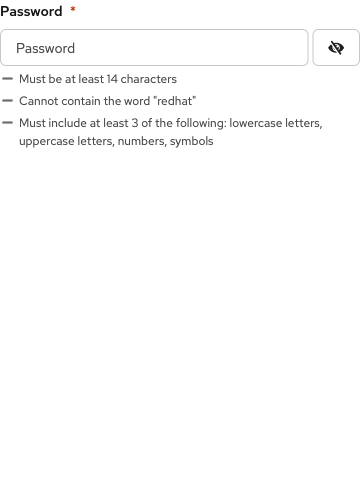 Password *
Password
Must be at least 14 characters
Cannot contain the word "redhat"
Must include at least 3 of the following: lowercase letters,
uppercase letters, numbers, symbols